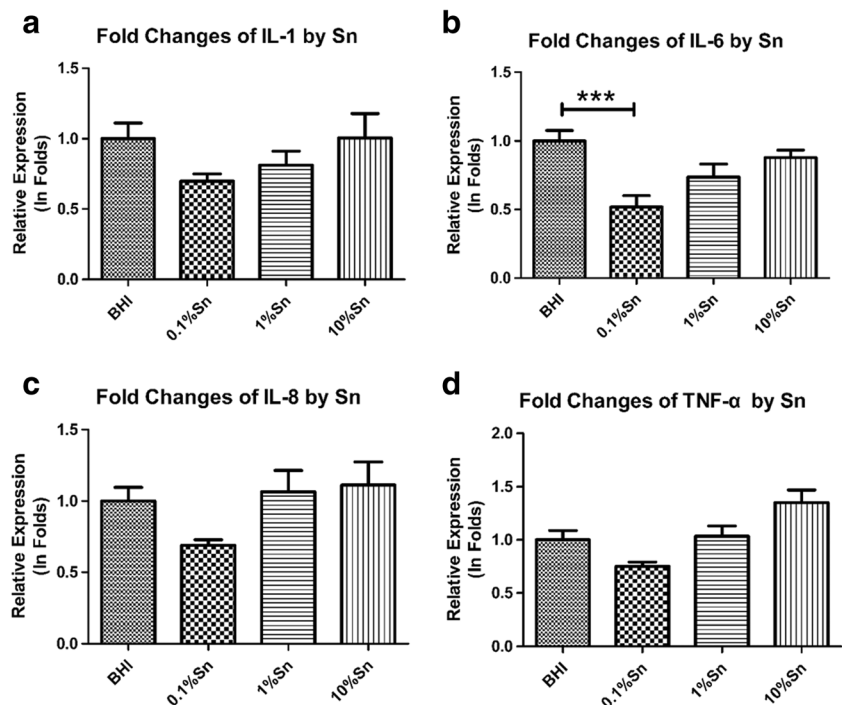 a
Fold Changes of IL-1 by Sn
Relative Expression
(In Folds)
1.5
1.0
0.5
0.0
BHI
0.1%Sn
1%Sn
10%Sn
b
Fold Changes of IL-6 by Sn
Relative Expression
(In Folds)
1.5
1.0
0.5
0.0
***
BHI
0.1%Sn
1%Sn
10%Sn
c
Fold Changes of IL-8 by Sn
Relative Expression
(In Folds)
1.5
1.0
0.5
0.0
BHI
0.1%Sn
1%Sn
10%Sn
d
Fold Changes of TNF-α by Sn
Relative Expression
(In Folds)
2.0
1.5
1.0
0.5
0.0
BHI
0.1%Sn
1%Sn
10%Sn